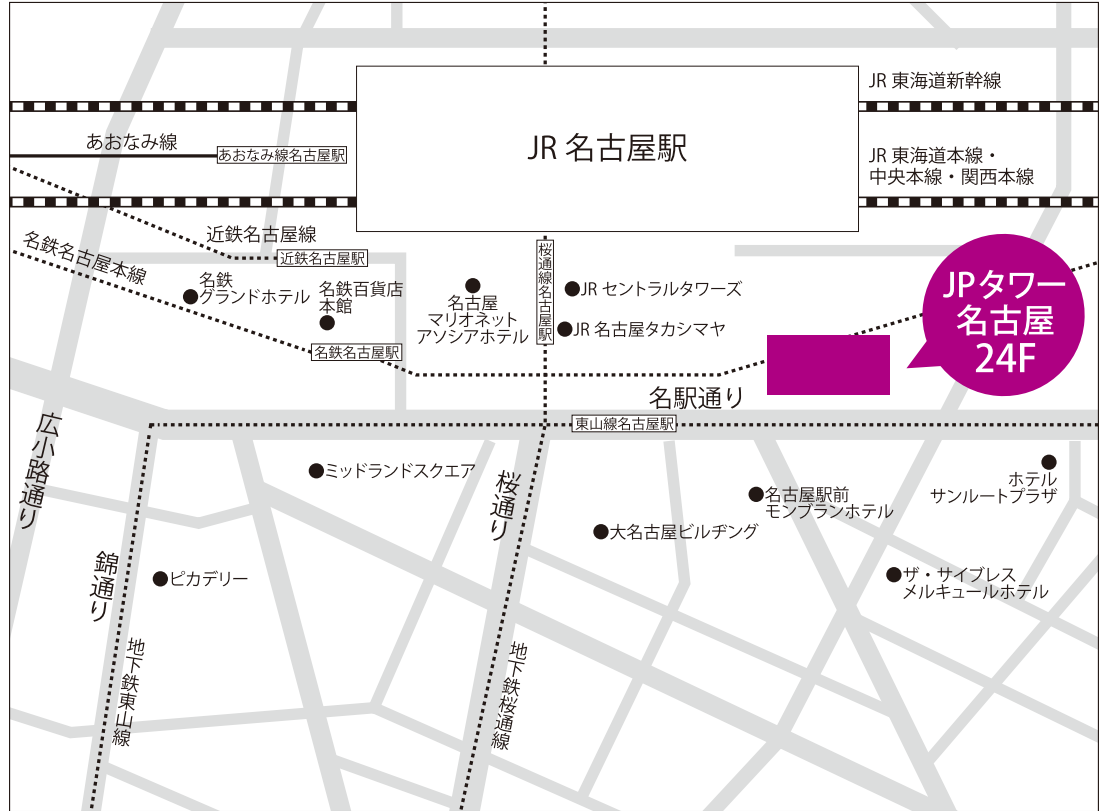 JR 東海道新幹線
あおなみ線
あおなみ線名古屋駅
JR 名古屋駅
JR 東海道本線・
中央本線・関西本線
近鉄名古屋線
近鉄名古屋駅
名鉄名古屋本線
名鉄
グランドホテル
名鉄百貨店
本館
名鉄名古屋駅
名古屋
マリオネット
アソシアホテル
桜通線名古屋駅
JR セントラルタワーズ
JR 名古屋タカシマヤ
JPタワー
名古屋
24F
名駅通り
東山線名古屋駅
広小路通り
ミッドランドスクエア
桜通り
名古屋駅前
モンブランホテル
ホテル
サンルートプラザ
大名古屋ビルヂング
錦通り
ピカデリー
ザ・サイプレス
メルキュールホテル
地下鉄東山線
地下鉄桜通線